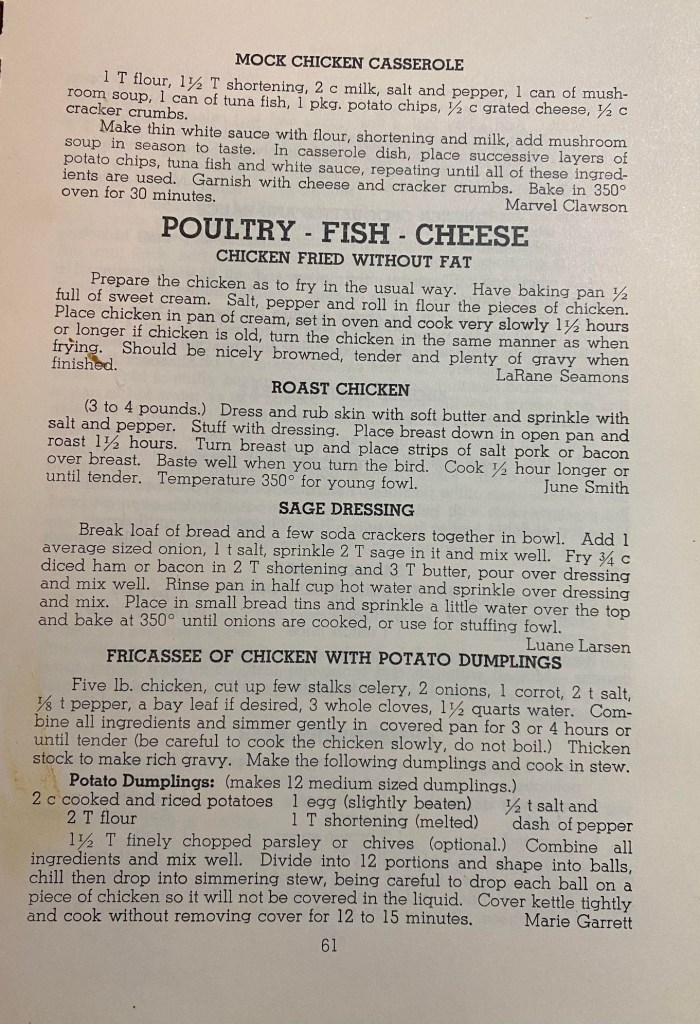 MOCK CHICKEN CASSEROLE
1 T flour, 1½ T shortening, 2 c milk, salt and pepper, 1 can of mush-
room soup, 1 can of tuna fish, 1 pkg. potato chips, ½ c grated cheese, ½ c
cracker crumbs.
Make thin white sauce with flour, shortening and milk, add mushroom
soup in season to taste. In casserole dish, place successive layers of
potato chips, tuna fish and white sauce, repeating until all of these ingred-
ients are used. Garnish with cheese and cracker crumbs. Bake in 350°
oven for 30 minutes. Marvel Clawson
POULTRY - FISH - CHEESE
CHICKEN FRIED WITHOUT FAT
Prepare the chicken as to fry in the usual way. Have baking pan ½
full of sweet cream. Salt, pepper and roll in flour the pieces of chicken.
Place chicken in pan of cream, set in oven and cook very slowly 1½ hours
or longer if chicken is old, turn the chicken in the same manner as when
frying. Should be nicely browned, tender and plenty of gravy when
finished. LaRane Seamons
ROAST CHICKEN
(3 to 4 pounds.) Dress and rub skin with soft butter and sprinkle with
salt and pepper. Stuff with dressing. Place breast down in open pan and
roast 1½ hours. Turn breast up and place strips of salt pork or bacon
over breast. Baste well when you turn the bird. Cook ½ hour longer or
until tender. Temperature 350° for young fowl. June Smith
SAGE DRESSING
Break loaf of bread and a few soda crackers together in bowl. Add 1
average sized onion, 1 t salt, sprinkle 2 T sage in it and mix well. Fry ¾ c
diced ham or bacon in 2 T shortening and 3 T butter, pour over dressing
and mix well. Rinse pan in half cup hot water and sprinkle over dressing
and mix. Place in small bread tins and sprinkle a little water over the top
and bake at 350° until onions are cooked, or use for stuffing fowl.
Luane Larsen
FRICASSEE OF CHICKEN WITH POTATO DUMPLINGS
Five lb. chicken, cut up few stalks celery, 2 onions, 1 corrot, 2 t salt,
⅛ t pepper, a bay leaf if desired, 3 whole cloves, 1½ quarts water. Com-
bine all ingredients and simmer gently in covered pan for 3 or 4 hours or
until tender (be careful to cook the chicken slowly, do not boil.) Thicken
stock to make rich gravy. Make the following dumplings and cook in stew.
Potato Dumplings: (makes 12 medium sized dumplings.)
2 c cooked and riced potatoes 1 egg (slightly beaten) ½ t salt and
2 T flour 1 T shortening (melted) dash of pepper
1½ T finely chopped parsley or chives (optional.) Combine all
ingredients and mix well. Divide into 12 portions and shape into balls,
chill then drop into simmering stew, being careful to drop each ball on a
piece of chicken so it will not be covered in the liquid. Cover kettle tightly
and cook without removing cover for 12 to 15 minutes. Marie Garrett
61